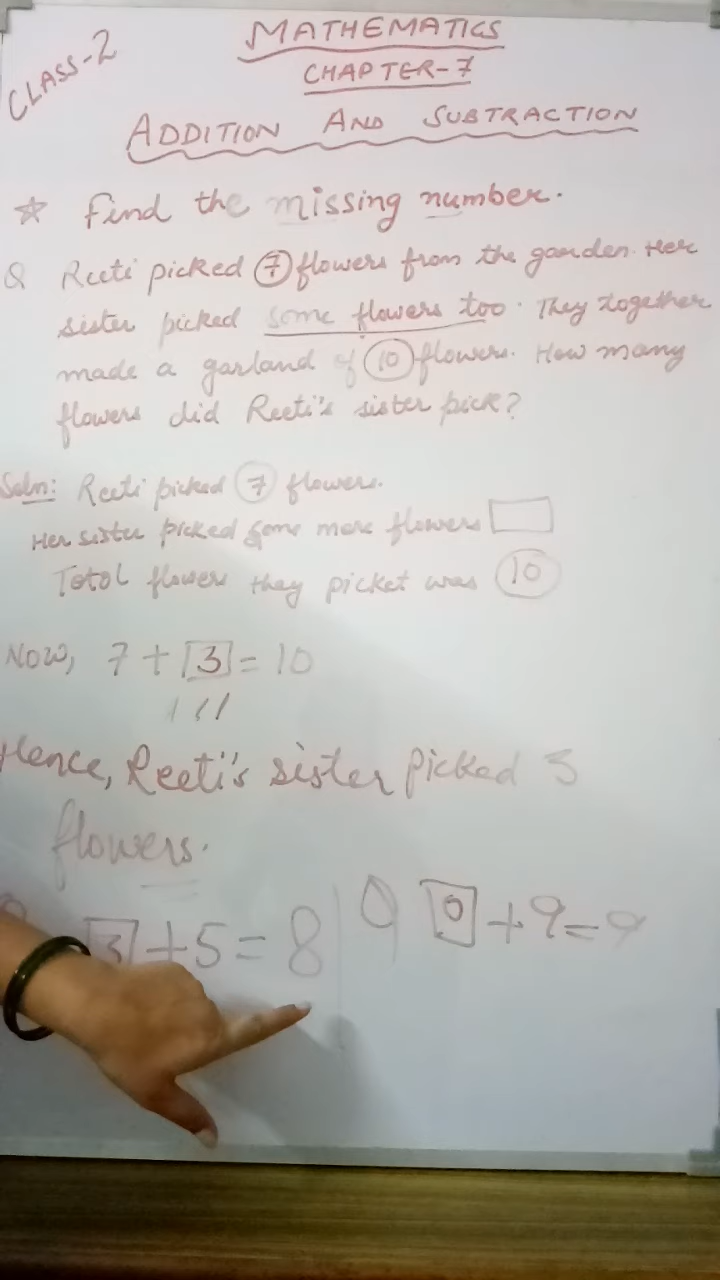 CLASS-2
MATHEMATICS
CHAPTER-7
ADDITION AND SUBTRACTION
☆ Find the missing number.
Q Reeti picked 7 flowers from the garden. Her
sister picked some flowers too. They together
made a garland of 10 flowers. How many
flowers did Reeti's sister pick?
Soln: Reeti picked 7 flowers.
Her sister picked some more flowers
Totol flowers they picket was 10
Now, 7 + 3 = 10
Hence, Reeti's sister picked 3
flowers.
3 + 5 = 8
Q 0 + 9 = 9